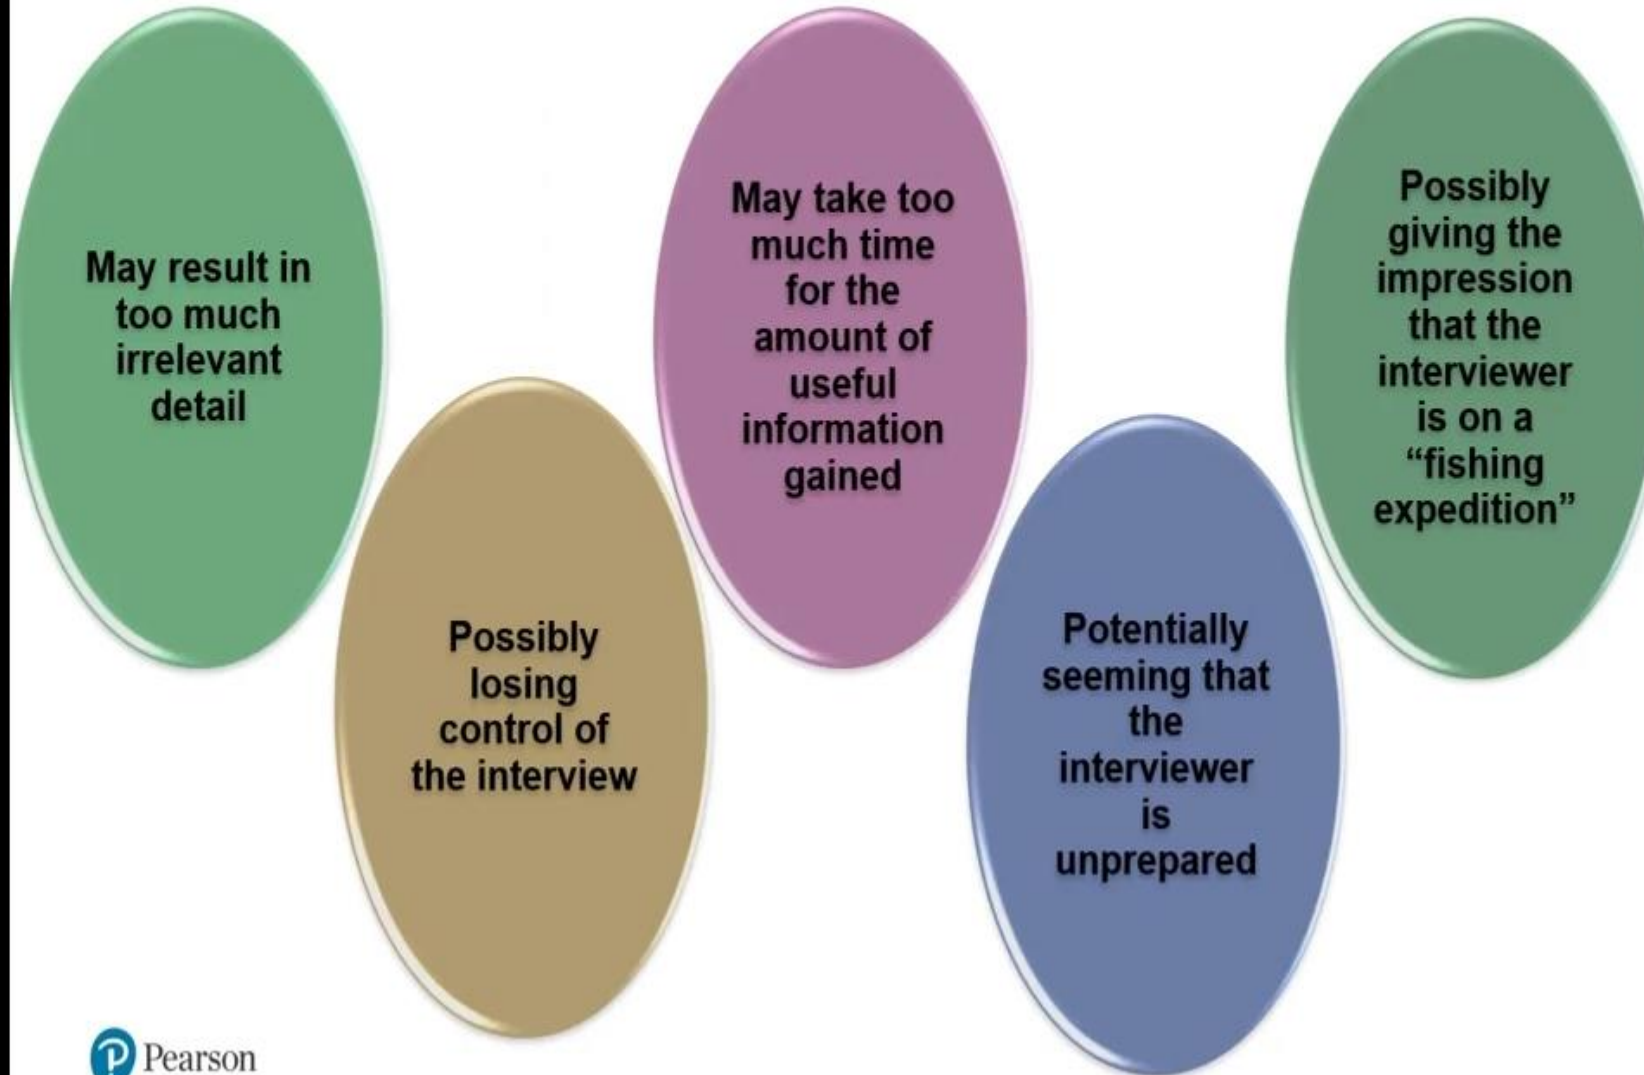 May result in
too much
irrelevant
detail
Possibly
losing
control of
the interview
May take too
much time
for the
amount of
useful
information
gained
Potentially
seeming that
the
interviewer
is
unprepared
Possibly
giving the
impression
that the
interviewer
is on a
“fishing
expedition”
Pearson